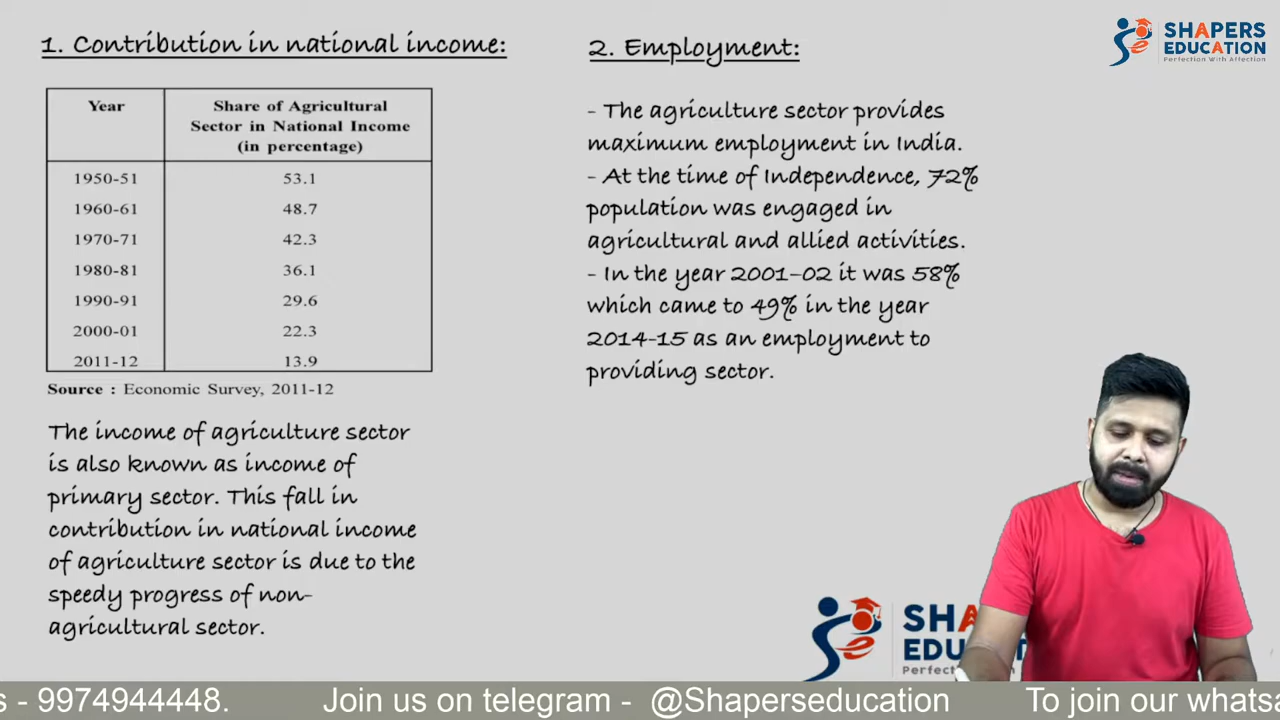 1. Contribution in national income:
Year
Share of Agricultural
Sector in National Income
(in percentage)
1950-51 53.1
1960-61 48.7
1970-71 42.3
1980-81 36.1
1990-91 29.6
2000-01 22.3
2011-12 13.9
Source : Economic Survey, 2011-12
The income of agriculture sector
is also known as income of
primary sector. This fall in
contribution in national income
of agriculture sector is due to the
speedy progress of non-
agricultural sector.
2. Employment:
- The agriculture sector provides
maximum employment in India.
- At the time of Independence, 72%
population was engaged in
agricultural and allied activities.
- In the year 2001-02 it was 58%
which came to 49% in the year
2014-15 as an employment to
providing sector.
SHAPERS
EDUCATION
Perfection With Affection
SHA
EDU
Perfect
s - 9974944448. Join us on telegram - @Shaperseducation To join our whatsa